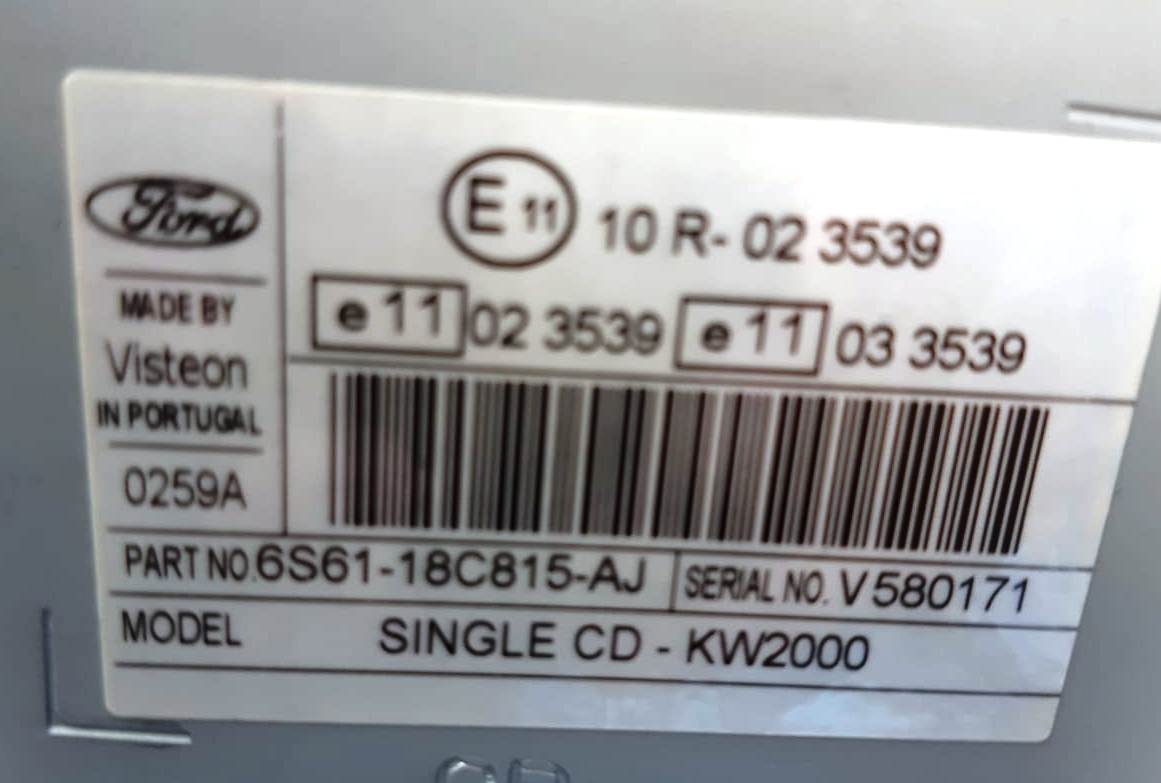 Ford
MADE BY
Visteon
IN PORTUGAL
0259A
E 11 10 R- 02 3539
e 11 02 3539 e 11 03 3539
PART NO. 6S61-18C815-AJ SERIAL NO. V580171
MODEL SINGLE CD - KW2000